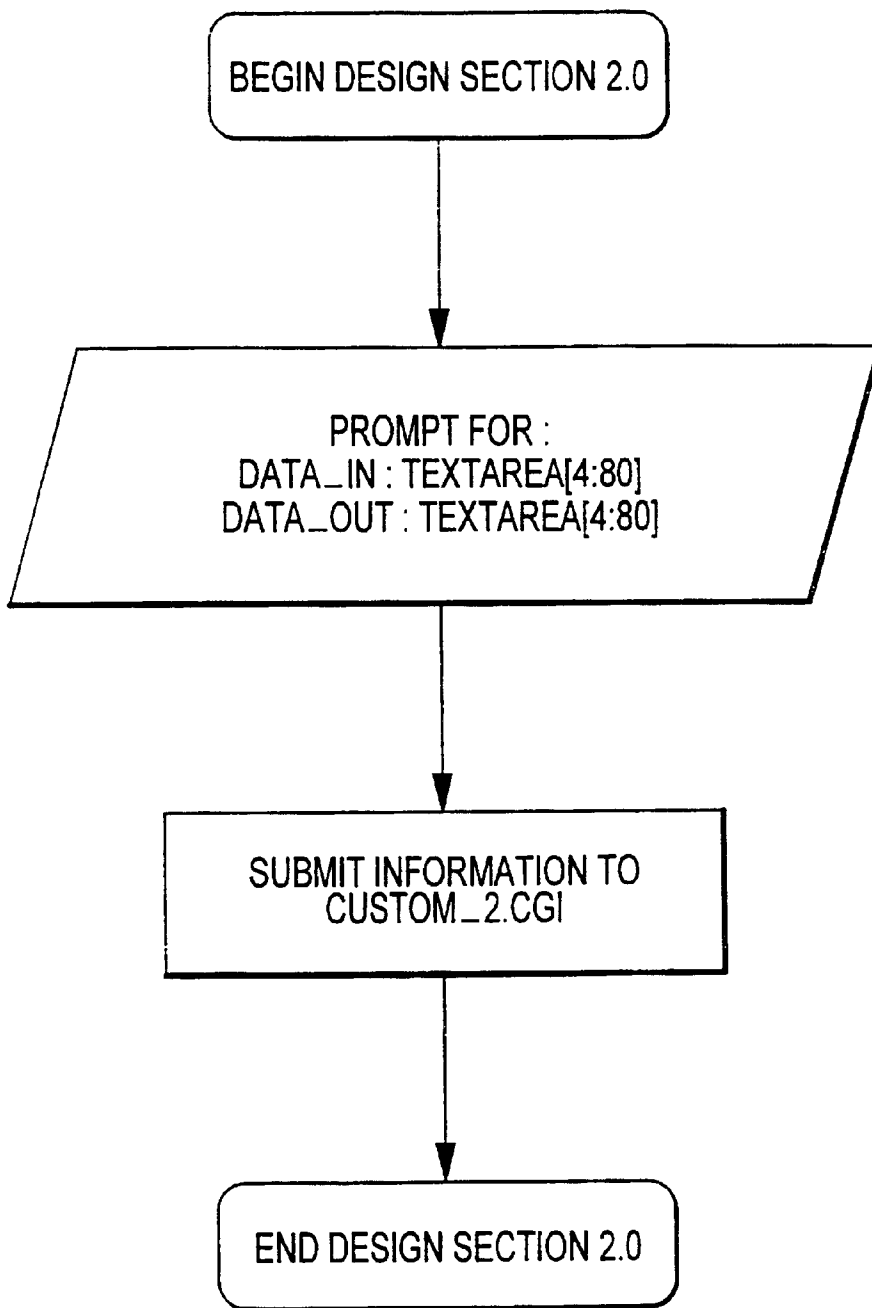 BEGIN DESIGN SECTION 2.0
PROMPT FOR :
DATA_IN : TEXTAREA[4:80]
DATA_OUT : TEXTAREA[4:80]
SUBMIT INFORMATION TO
CUSTOM_2.CGI
END DESIGN SECTION 2.0